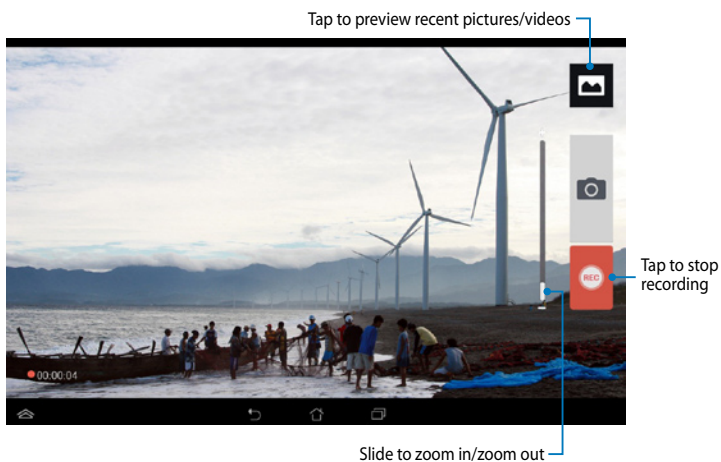 Tap to preview recent pictures/videos
REC
Tap to stop
recording
00:00:04
Slide to zoom in/zoom out